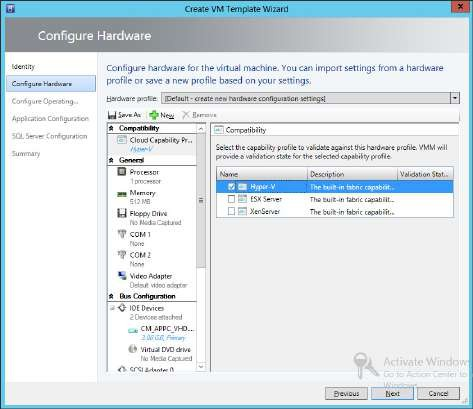 Create VM Template Wizard
Configure Hardware
Identity
Configure Hardware
Configure Operating...
Application Configuration
SQL Server Configuration
Summary
Configure hardware for the virtual machine. You can import settings from a hardware
profile or save a new profile based on your settings.
Hardware profile: [Default - create new hardware configuration settings]
Save As New Remove
Compatibility
Cloud Capability Pr...
Hyper-V
General
Processor
1 processor
Memory
512 MB
Floppy Drive
No Media Captured
COM 1
None
COM 2
None
Video Adapter
Default video adapter
Bus Configuration
IDE Devices
2 Devices attached
CM_APPC_VHD...
3.06 GB, Primary
Virtual DVD drive
No Media Captured
SCSI Adapter 0
Compatibility
Select the capability profile to validate against this hardware profile. VMM will
provide a validation state for the selected capability profile.
Name Description Validation Stat...
Hyper-V The built-in fabric capabilit...
ESX Server The built-in fabric capabilit...
XenServer The built-in fabric capabilit...
Activate Windows
Go to Action Center to
Windows.
Previous Next Cancel